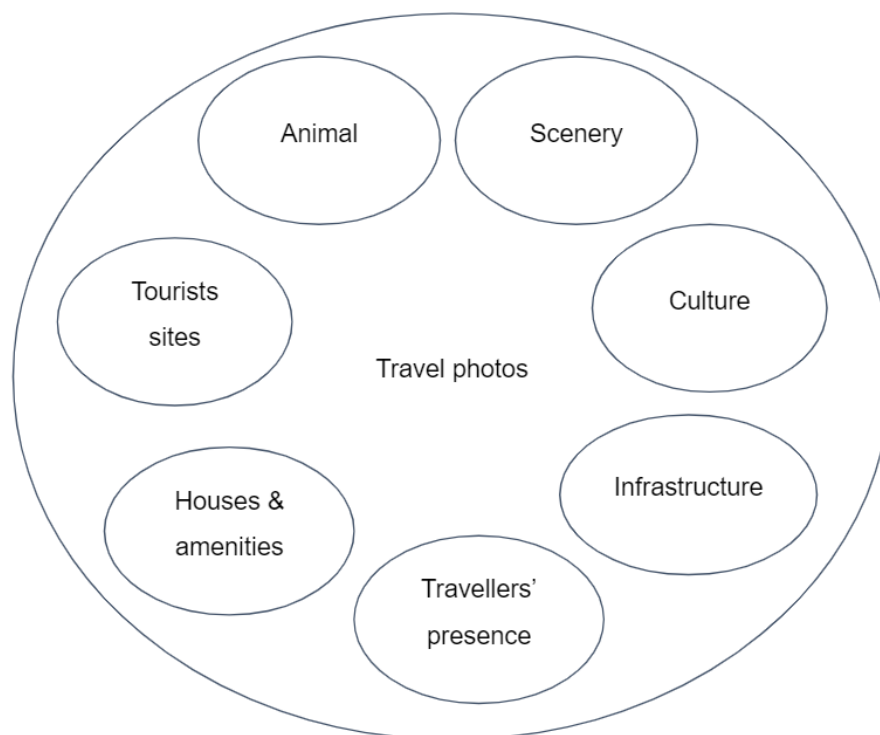 Animal
Scenery
Tourists
sites
Culture
Travel photos
Houses &
amenities
Infrastructure
Travellers'
presence